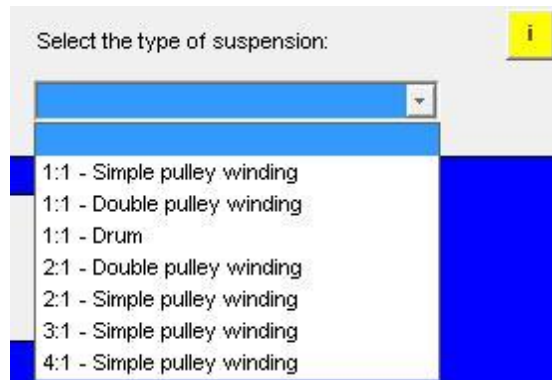 Select the type of suspension:
i
1:1 - Simple pulley winding
1:1 - Double pulley winding
1:1 - Drum
2:1 - Double pulley winding
2:1 - Simple pulley winding
3:1 - Simple pulley winding
4:1 - Simple pulley winding